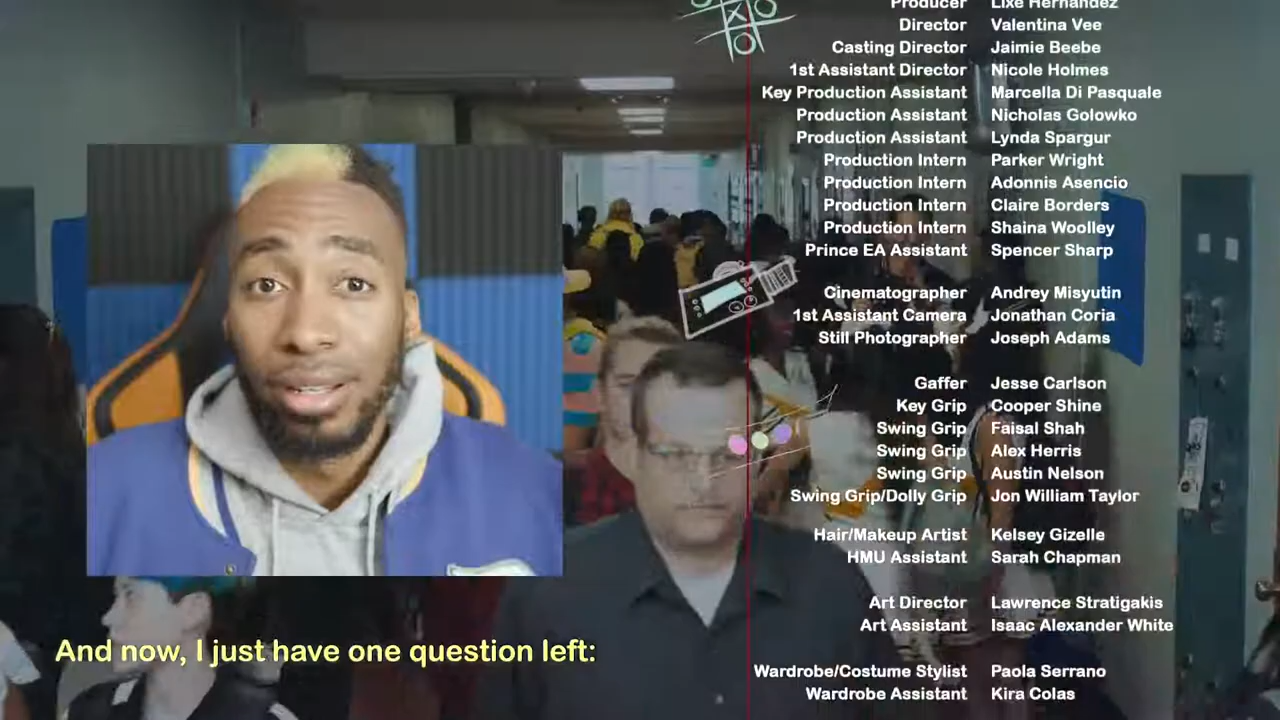 Producer Lixe Hernandez
Director Valentina Vee
Casting Director Jaimie Beebe
1st Assistant Director Nicole Holmes
Key Production Assistant Marcella Di Pasquale
Production Assistant Nicholas Golowko
Production Assistant Lynda Spargur
Production Intern Parker Wright
Production Intern Adonnis Asencio
Production Intern Claire Borders
Production Intern Shaina Woolley
Prince EA Assistant Spencer Sharp
Cinematographer Andrey Misyutin
1st Assistant Camera Jonathan Coria
Still Photographer Joseph Adams
Gaffer Jesse Carlson
Key Grip Cooper Shine
Swing Grip Faisal Shah
Swing Grip Alex Herris
Swing Grip Austin Nelson
Swing Grip/Dolly Grip Jon William Taylor
Hair/Makeup Artist Kelsey Gizelle
HMU Assistant Sarah Chapman
Art Director Lawrence Stratigakis
Art Assistant Isaac Alexander White
Wardrobe/Costume Stylist Paola Serrano
Wardrobe Assistant Kira Colas
And now, I just have one question left: